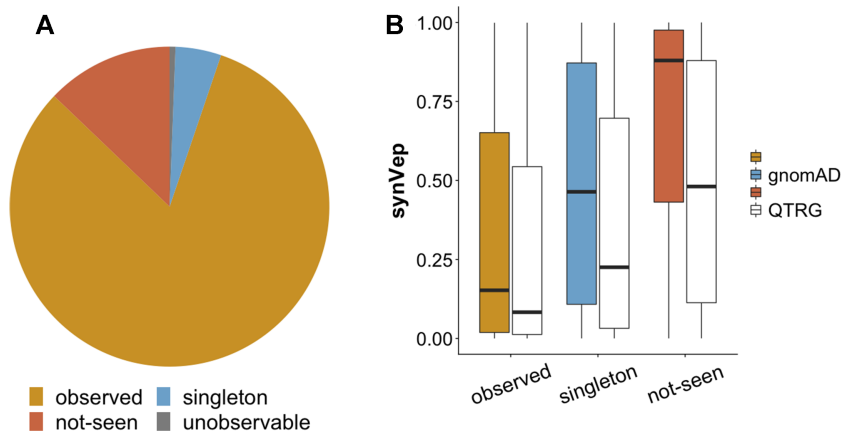 A
observed
singleton
not-seen
unobservable
B
synVep
1.00
0.75
0.50
0.25
0.00
observed
singleton
not-seen
gnomAD
QTRG